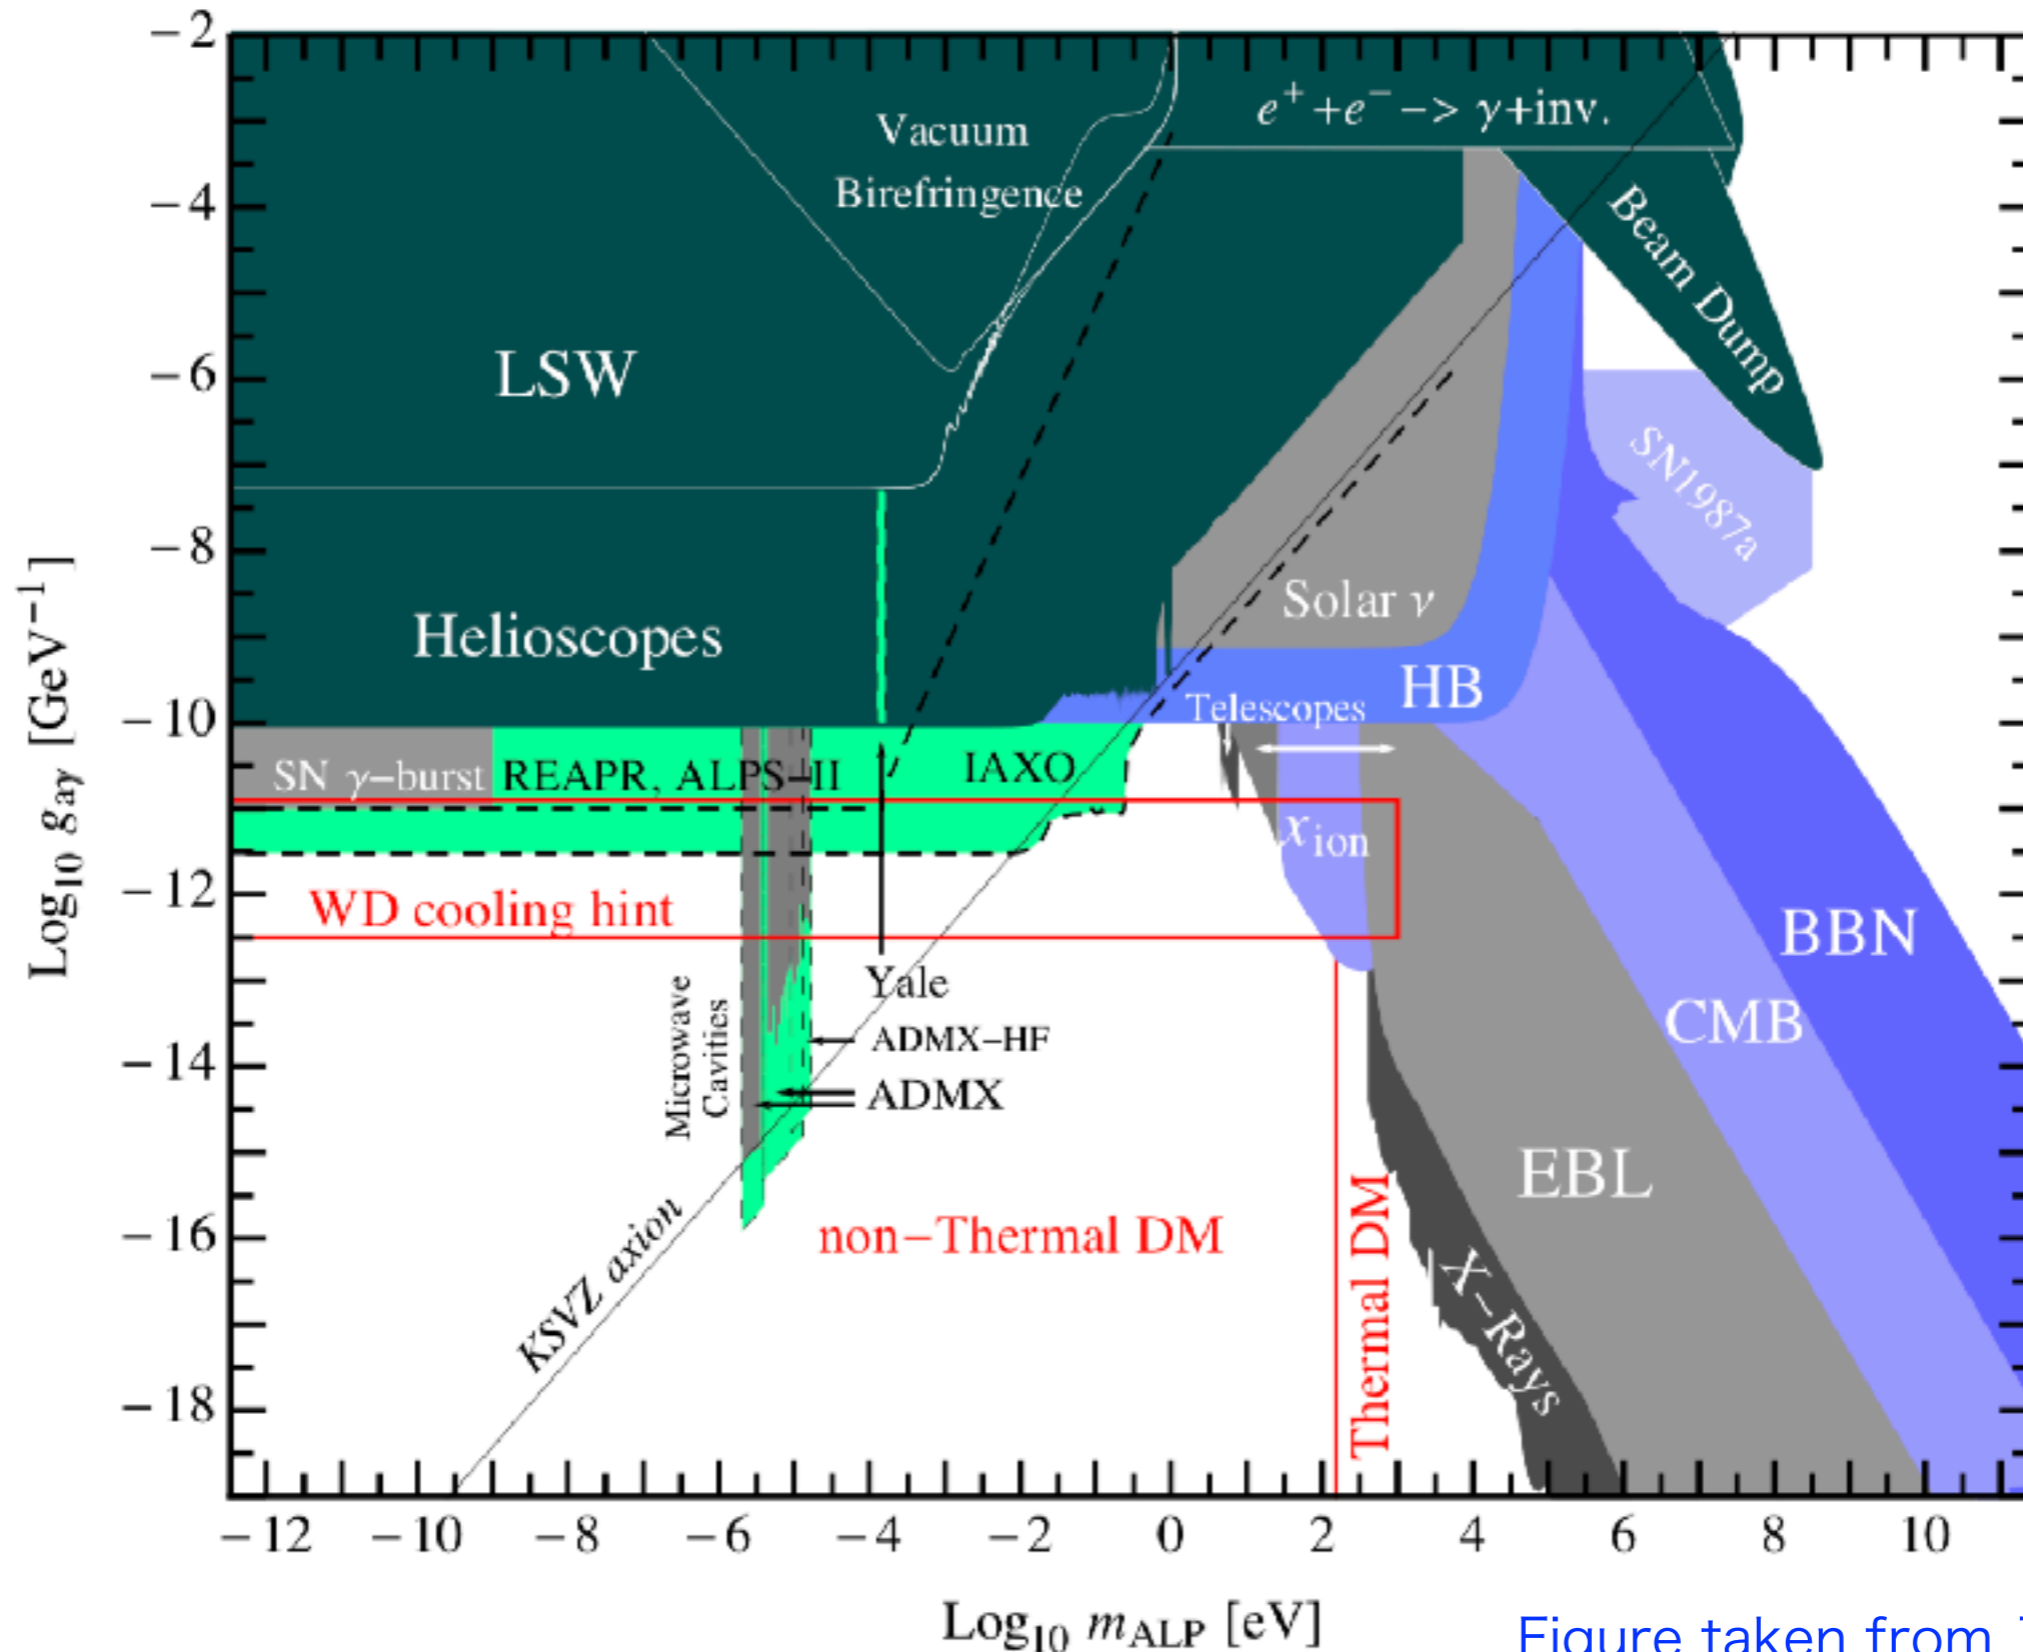 −2
−4
−6
−8
−10
−12
−14
−16
−18
Log10 gaγ [GeV−1]
Vacuum
Birefringence
e+ +e− −> γ+inv.
Beam Dump
LSW
SN1987a
Helioscopes
Solar ν
HB
Telescopes
SN γ−burst
REAPR, ALPS−II
IAXO
xion
WD cooling hint
BBN
Yale
Microwave
Cavities
ADMX−HF
CMB
ADMX
EBL
KSVZ axion
non−Thermal DM
Thermal DM
X−Rays
−12 −10 −8 −6 −4 −2 0 2 4 6 8 10
Log10 mALP [eV]
Figure taken from